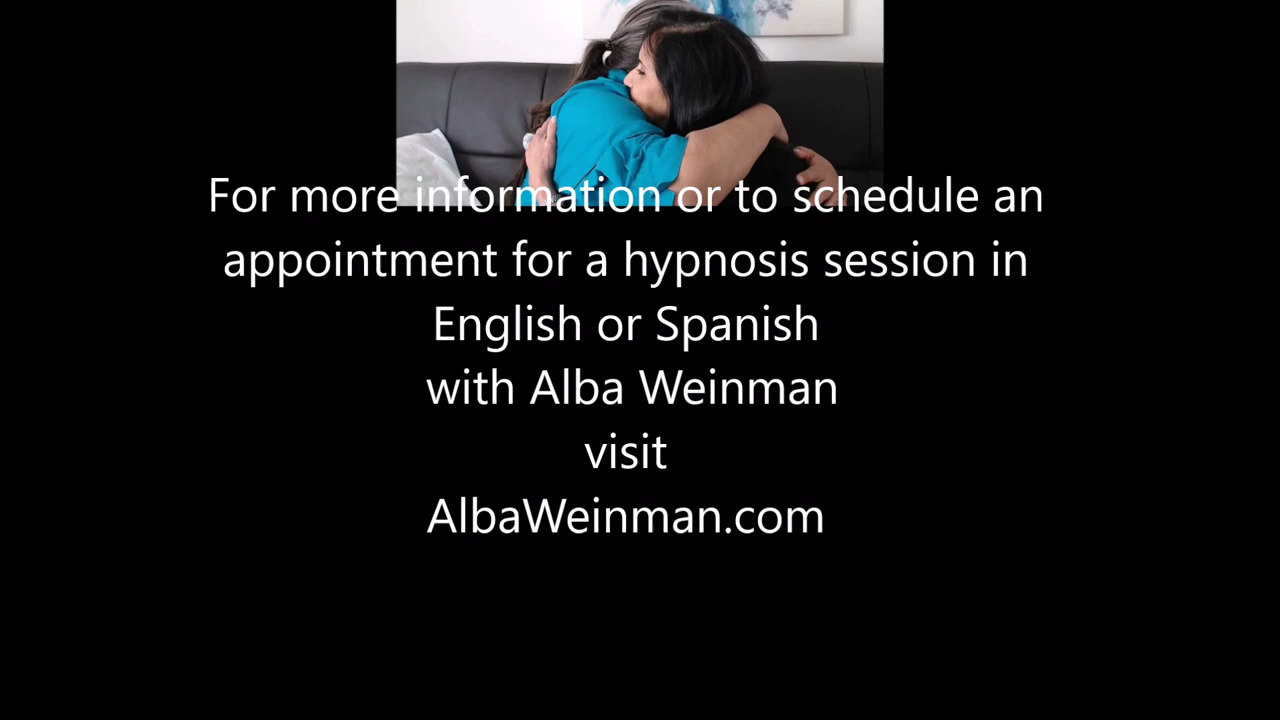 For more information or to schedule an
appointment for a hypnosis session in
English or Spanish
with Alba Weinman
visit
AlbaWeinman.com